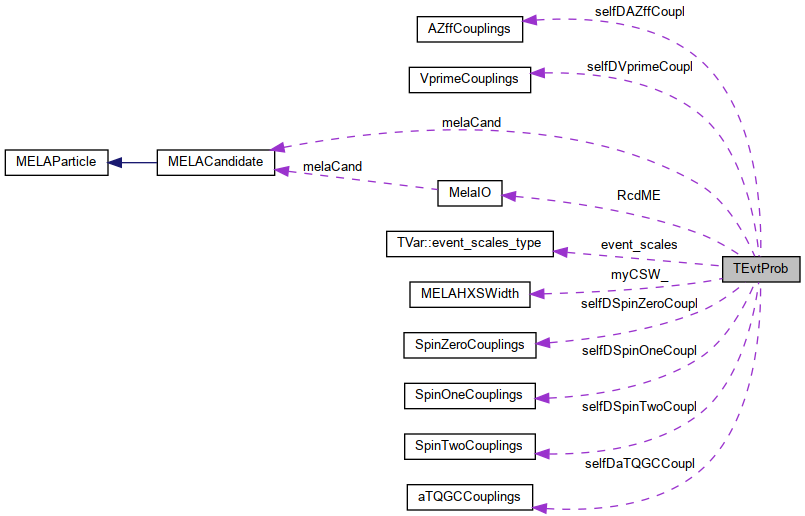 selfDAZffCoupl
AZffCouplings
selfDVprimeCoupl
VprimeCouplings
melaCand
MELAParticle
MELACandidate
melaCand
MelaIO
RcdME
TVar::event_scales_type
event_scales
TEvtProb
myCSW_
MELAHXSWidth
selfDSpinZeroCoupl
SpinZeroCouplings
selfDSpinOneCoupl
SpinOneCouplings
selfDSpinTwoCoupl
SpinTwoCouplings
selfDaTQGCCoupl
aTQGCCouplings